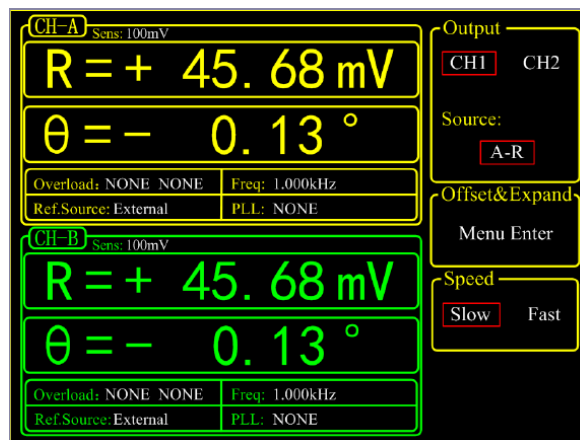 CH-A Sens: 100mV
R = + 45. 68 mV
θ = − 0. 13 °
Overload: NONE NONE Freq: 1.000kHz
Ref.Source: External PLL: NONE
CH-B Sens: 100mV
R = + 45. 68 mV
θ = − 0. 13 °
Overload: NONE NONE Freq: 1.000kHz
Ref.Source: External PLL: NONE
Output
CH1 CH2
Source:
A-R
Offset&Expand
Menu Enter
Speed
Slow Fast